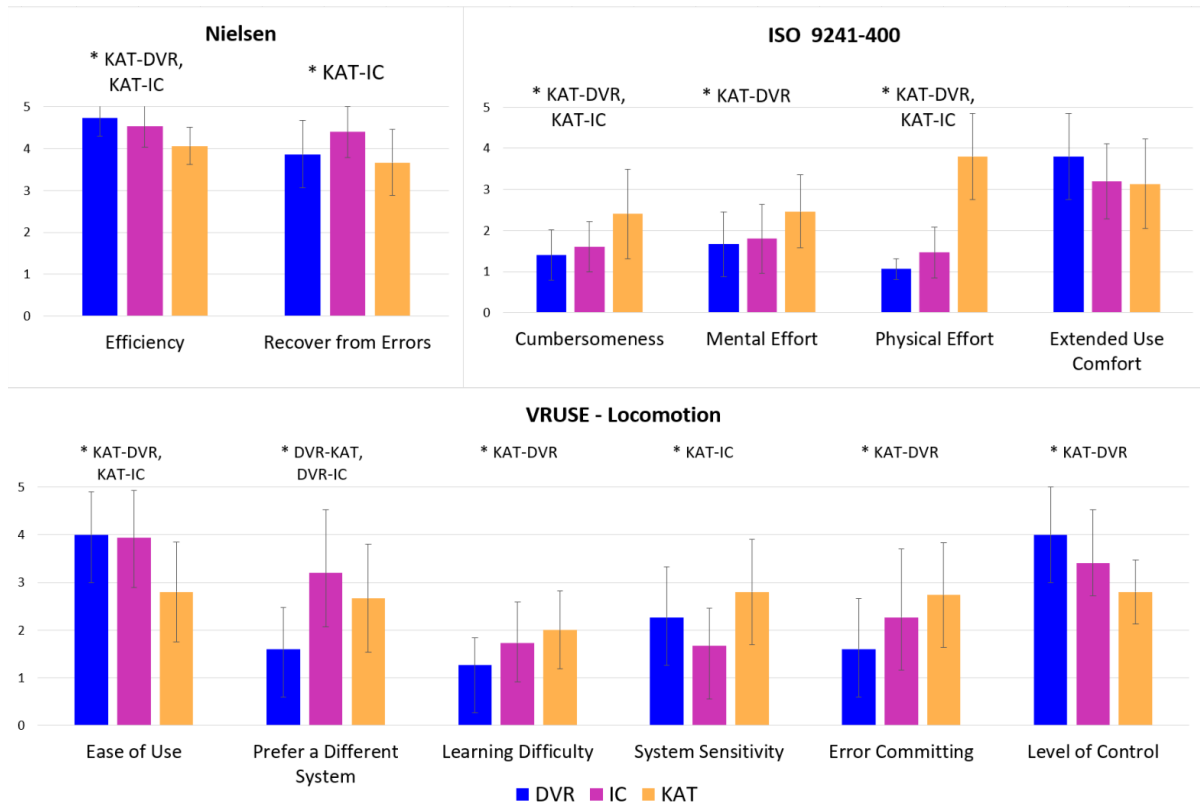 Nielsen
* KAT-DVR,
KAT-IC
* KAT-IC
5
4
3
2
1
0
Efficiency
Recover from Errors
ISO 9241-400
* KAT-DVR,
KAT-IC
* KAT-DVR
* KAT-DVR,
KAT-IC
5
4
3
2
1
0
Cumbersomeness
Mental Effort
Physical Effort
Extended Use
Comfort
VRUSE - Locomotion
* KAT-DVR,
KAT-IC
* DVR-KAT,
DVR-IC
* KAT-DVR
* KAT-IC
* KAT-DVR
* KAT-DVR
5
4
3
2
1
0
Ease of Use
Prefer a Different
System
Learning Difficulty
System Sensitivity
Error Committing
Level of Control
DVR IC KAT